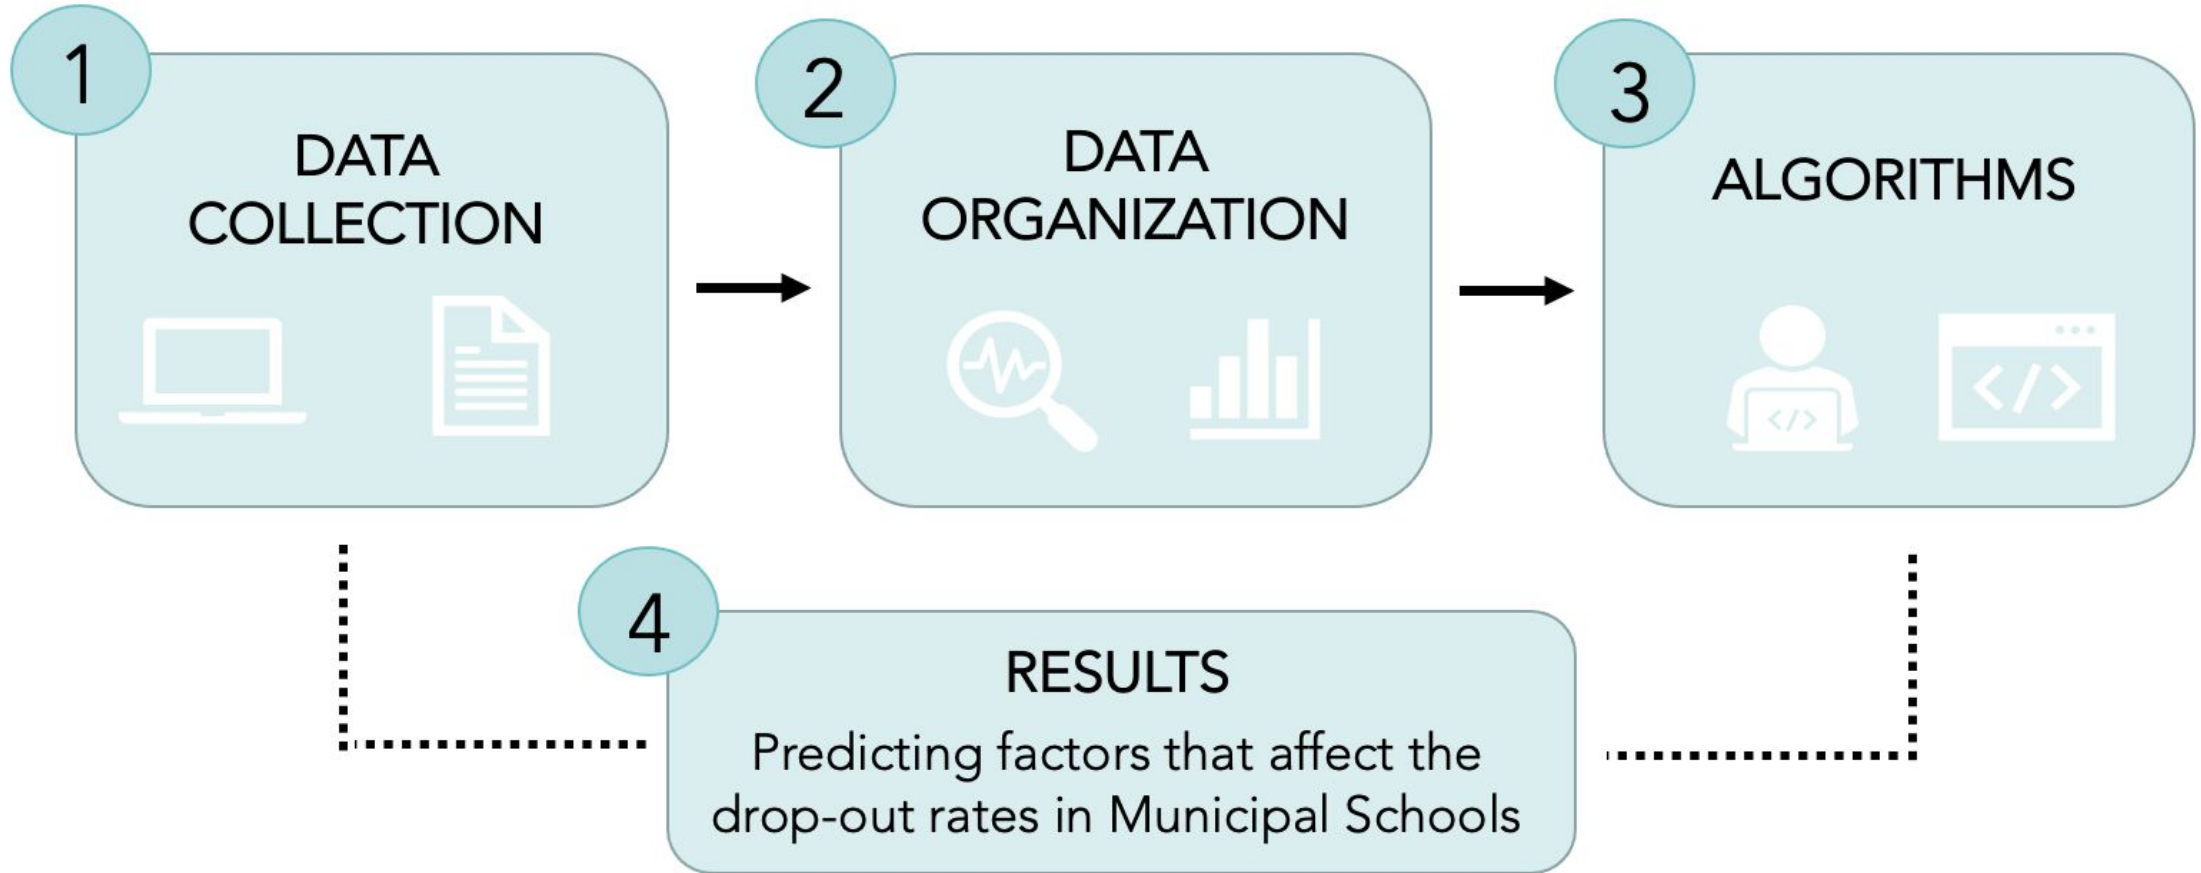 1
DATA
COLLECTION
2
DATA
ORGANIZATION
3
ALGORITHMS
</>
</>
4
RESULTS
Predicting factors that affect the
drop-out rates in Municipal Schools